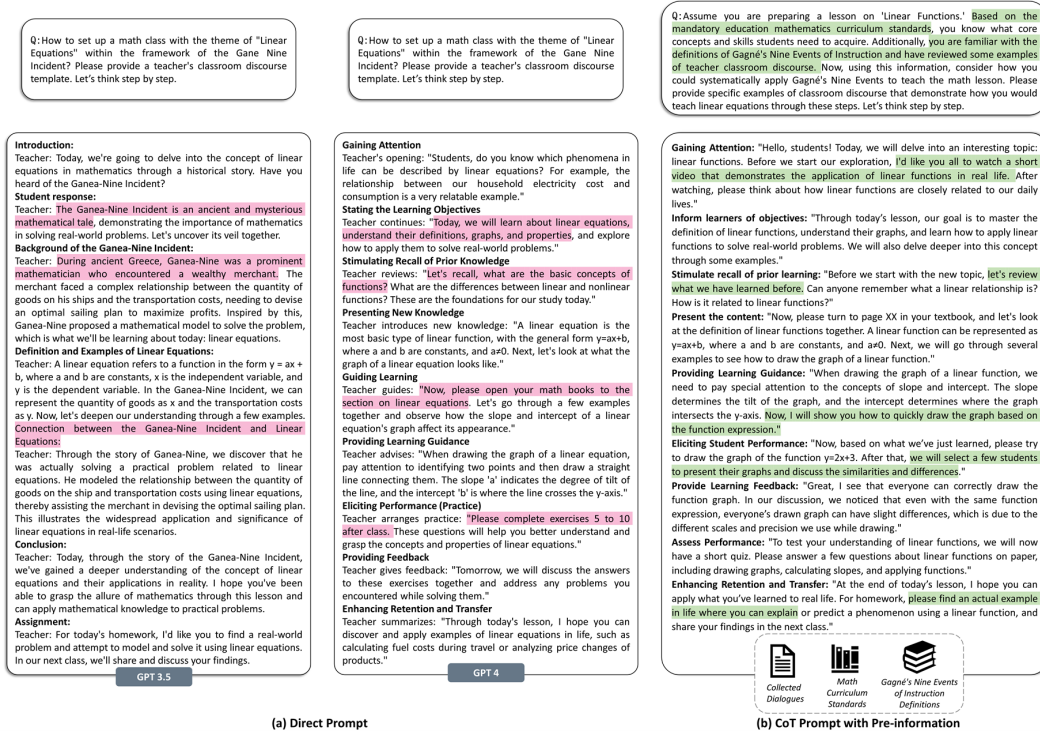 Q: How to set up a math class with the theme of "Linear
Equations" within the framework of the Gane Nine
Incident? Please provide a teacher's classroom discourse
template. Let's think step by step.
Q: How to set up a math class with the theme of "Linear
Equations" within the framework of the Gane Nine
Incident? Please provide a teacher's classroom discourse
template. Let's think step by step.
Q: Assume you are preparing a lesson on 'Linear Functions.' Based on the
mandatory education mathematics curriculum standards, you know what core
concepts and skills students need to acquire. Additionally, you are familiar with the
definitions of Gagné's Nine Events of Instruction and have reviewed some examples
of teacher classroom discourse. Now, using this information, consider how you
could systematically apply Gagné's Nine Events to teach the math lesson. Please
provide specific examples of classroom discourse that demonstrate how you would
teach linear equations through these steps. Let's think step by step.
Introduction:
Teacher: Today, we're going to delve into the concept of linear
equations in mathematics through a historical story. Have you
heard of the Ganea-Nine Incident?
Student response:
Teacher: The Ganea-Nine Incident is an ancient and mysterious
mathematical tale, demonstrating the importance of mathematics
in solving real-world problems. Let's uncover its veil together.
Background of the Ganea-Nine Incident:
Teacher: During ancient Greece, Ganea-Nine was a prominent
mathematician who encountered a wealthy merchant. The
merchant faced a complex relationship between the quantity of
goods on his ships and the transportation costs, needing to devise
an optimal sailing plan to maximize profits. Inspired by this,
Ganea-Nine proposed a mathematical model to solve the problem,
which is what we'll be learning about today: linear equations.
Definition and Examples of Linear Equations:
Teacher: A linear equation refers to a function in the form y = ax +
b, where a and b are constants, x is the independent variable, and
y is the dependent variable. In the Ganea-Nine Incident, we can
represent the quantity of goods as x and the transportation costs
as y. Now, let's deepen our understanding through a few examples.
Connection between the Ganea-Nine Incident and Linear
Equations:
Teacher: Through the story of Ganea-Nine, we discover that he
was actually solving a practical problem related to linear
equations. He modeled the relationship between the quantity of
goods on the ship and transportation costs using linear equations,
thereby assisting the merchant in devising the optimal sailing plan.
This illustrates the widespread application and significance of
linear equations in real-life scenarios.
Conclusion:
Teacher: Today, through the story of the Ganea-Nine Incident,
we've gained a deeper understanding of the concept of linear
equations and their applications in reality. I hope you've been
able to grasp the allure of mathematics through this lesson and
can apply mathematical knowledge to practical problems.
Assignment:
Teacher: For today's homework, I'd like you to find a real-world
problem and attempt to model and solve it using linear equations.
In our next class, we'll share and discuss your findings.
GPT 3.5
Gaining Attention
Teacher's opening: "Students, do you know which phenomena in
life can be described by linear equations? For example, the
relationship between our household electricity cost and
consumption is a very relatable example."
Stating the Learning Objectives
Teacher continues: "Today, we will learn about linear equations,
understand their definitions, graphs, and properties, and explore
how to apply them to solve real-world problems."
Stimulating Recall of Prior Knowledge
Teacher reviews: "Let's recall, what are the basic concepts of
functions? What are the differences between linear and nonlinear
functions? These are the foundations for our study today."
Presenting New Knowledge
Teacher introduces new knowledge: "A linear equation is the
most basic type of linear function, with the general form y=ax+b,
where a and b are constants, and a≠0. Next, let's look at what the
graph of a linear equation looks like."
Guiding Learning
Teacher guides: "Now, please open your math books to the
section on linear equations. Let's go through a few examples
together and observe how the slope and intercept of a linear
equation's graph affect its appearance."
Providing Learning Guidance
Teacher advises: "When drawing the graph of a linear equation,
pay attention to identifying two points and then draw a straight
line connecting them. The slope 'a' indicates the degree of tilt of
the line, and the intercept 'b' is where the line crosses the y-axis."
Eliciting Performance (Practice)
Teacher arranges practice: "Please complete exercises 5 to 10
after class. These questions will help you better understand and
grasp the concepts and properties of linear equations."
Providing Feedback
Teacher gives feedback: "Tomorrow, we will discuss the answers
to these exercises together and address any problems you
encountered while solving them."
Enhancing Retention and Transfer
Teacher summarizes: "Through today's lesson, I hope you can
discover and apply examples of linear equations in life, such as
calculating fuel costs during travel or analyzing price changes of
products."
GPT 4
Gaining Attention: "Hello, students! Today, we will delve into an interesting topic:
linear functions. Before we start our exploration, I'd like you all to watch a short
video that demonstrates the application of linear functions in real life. After
watching, please think about how linear functions are closely related to our daily
lives."
Inform learners of objectives: "Through today's lesson, our goal is to master the
definition of linear functions, understand their graphs, and learn how to apply linear
functions to solve real-world problems. We will also delve deeper into this concept
through some examples."
Stimulate recall of prior learning: "Before we start with the new topic, let's review
what we have learned before. Can anyone remember what a linear relationship is?
How is it related to linear functions?"
Present the content: "Now, please turn to page XX in your textbook, and let's look
at the definition of linear functions together. A linear function can be represented as
y=ax+b, where a and b are constants, and a≠0. Next, we will go through several
examples to see how to draw the graph of a linear function."
Providing Learning Guidance: "When drawing the graph of a linear function, we
need to pay special attention to the concepts of slope and intercept. The slope
determines the tilt of the graph, and the intercept determines where the graph
intersects the y-axis. Now, I will show you how to quickly draw the graph based on
the function expression."
Eliciting Student Performance: "Now, based on what we've just learned, please try
to draw the graph of the function y=2x+3. After that, we will select a few students
to present their graphs and discuss the similarities and differences."
Provide Learning Feedback: "Great, I see that everyone can correctly draw the
function graph. In our discussion, we noticed that even with the same function
expression, everyone's drawn graph can have slight differences, which is due to the
different scales and precision we use while drawing."
Assess Performance: "To test your understanding of linear functions, we will now
have a short quiz. Please answer a few questions about linear functions on paper,
including drawing graphs, calculating slopes, and applying functions."
Enhancing Retention and Transfer: "At the end of today's lesson, I hope you can
apply what you've learned to real life. For homework, please find an actual example
in life where you can explain or predict a phenomenon using a linear function, and
share your findings in the next class."
Collected
Dialogues
Math
Curriculum
Standards
Gagné's Nine Events
of Instruction
Definitions
(a) Direct Prompt
(b) CoT Prompt with Pre-information